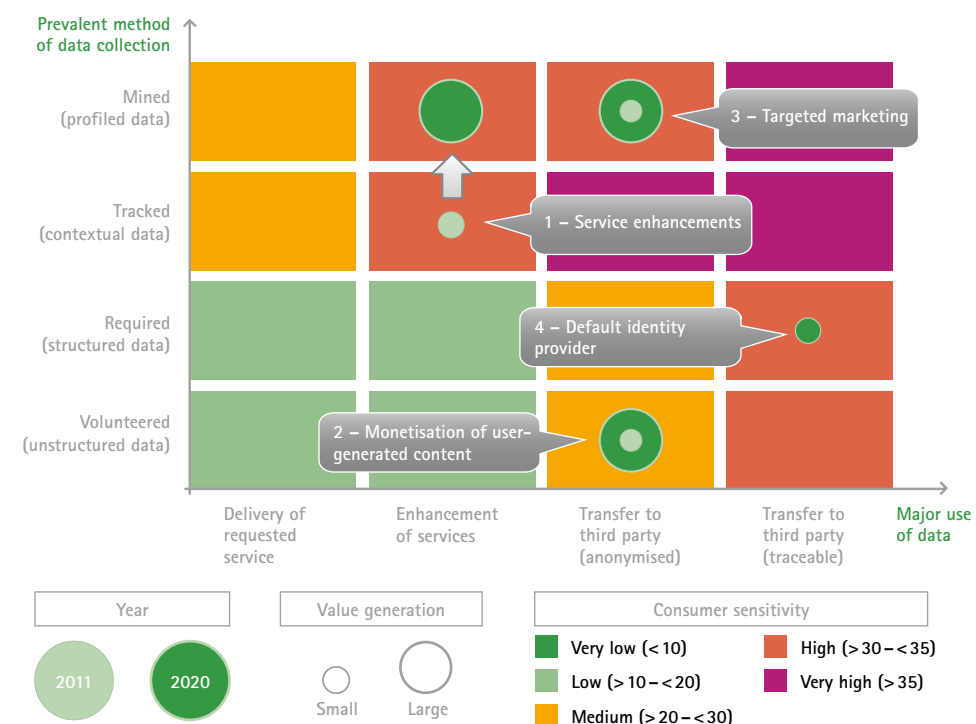 Prevalent method
of data collection
Mined
(profiled data)
3 – Targeted marketing
Tracked
(contextual data)
1 – Service enhancements
Required
(structured data)
4 – Default identity
provider
Volunteered
(unstructured data)
2 – Monetisation of user-
generated content
Delivery of
requested
service
Enhancement
of services
Transfer to
third party
(anonymised)
Transfer to
third party
(traceable)
Major use
of data
Year
Value generation
Consumer sensitivity
2011
2020
Small
Large
Very low (<10)
Low (>10–<20)
Medium (>20–<30)
High (>30–<35)
Very high (>35)